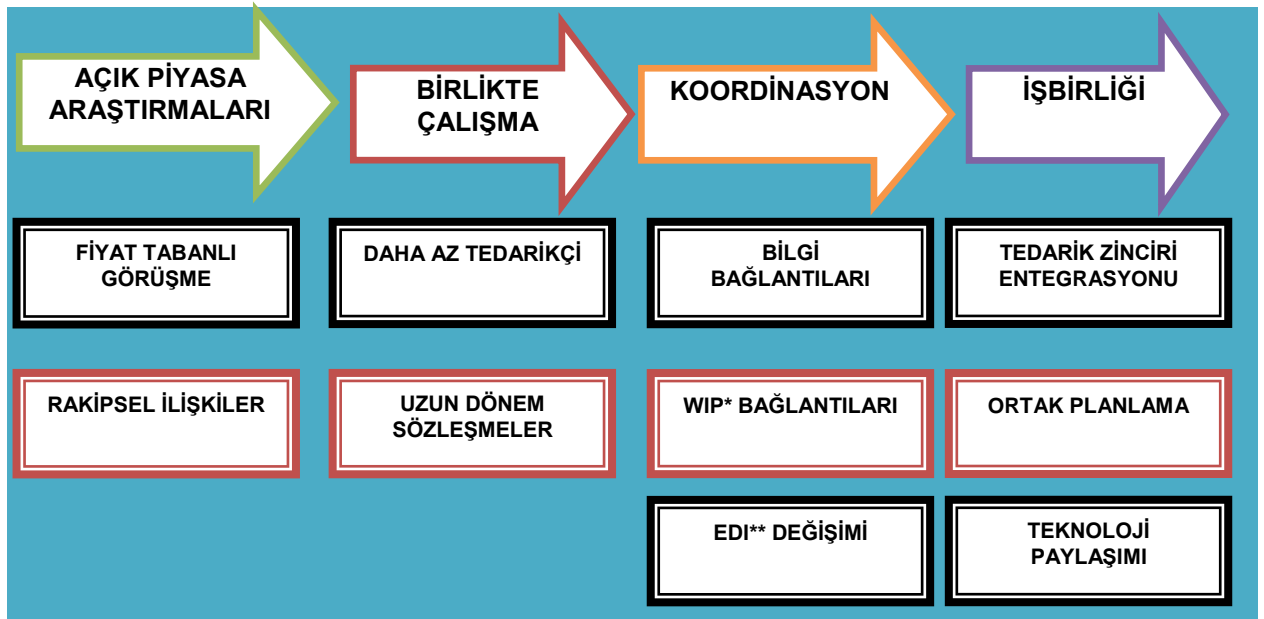 AÇIK PİYASA
ARAŞTIRMALARI
BİRLİKTE
ÇALIŞMA
KOORDİNASYON
İŞBİRLİĞİ
FİYAT TABANLI
GÖRÜŞME
DAHA AZ TEDARİKÇİ
BİLGİ
BAĞLANTILARI
TEDARİK ZİNCİRİ
ENTEGRASYONU
RAKİPSEL İLİŞKİLER
UZUN DÖNEM
SÖZLEŞMELER
WIP* BAĞLANTILARI
ORTAK PLANLAMA
EDI** DEĞİŞİMİ
TEKNOLOJİ
PAYLAŞIMI